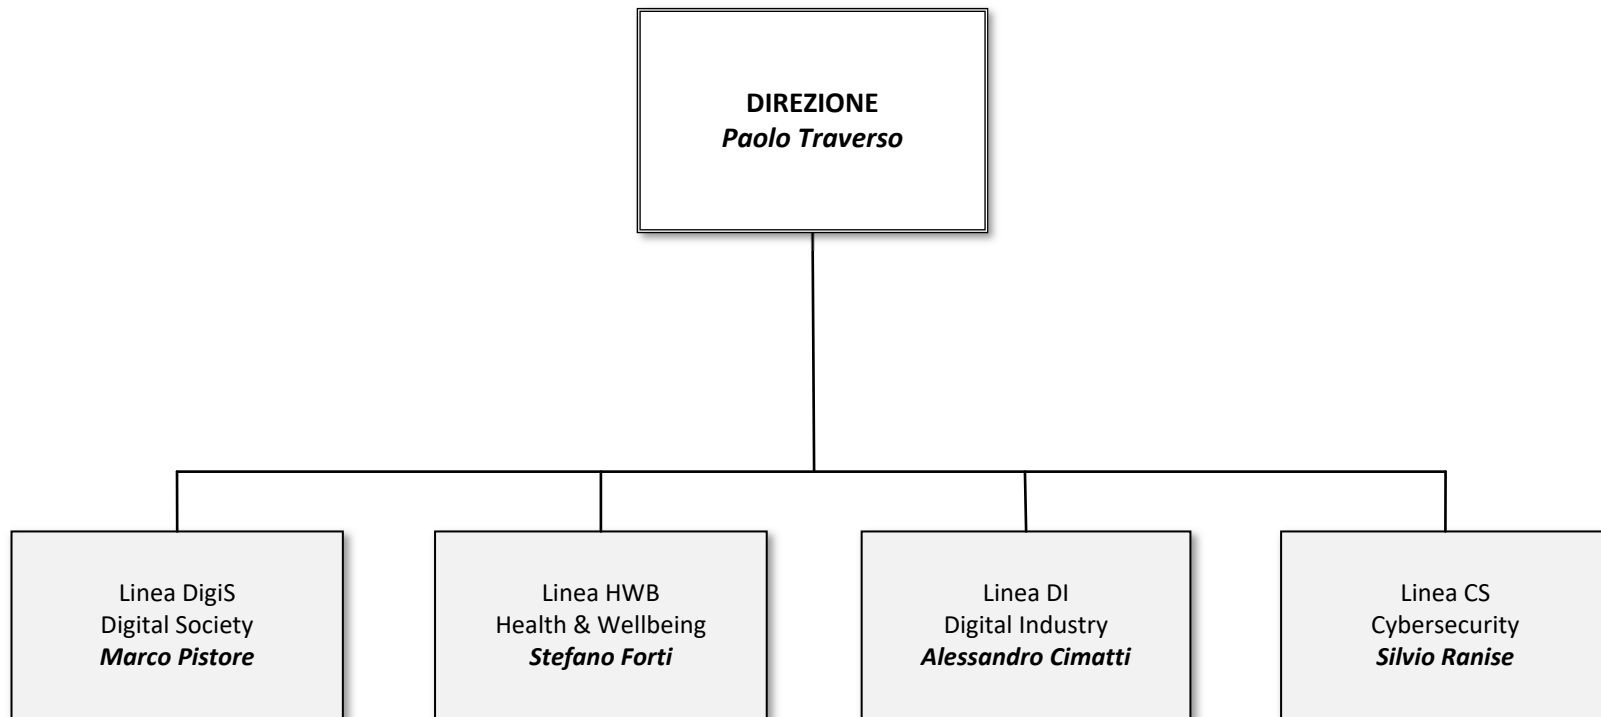 DIREZIONE
Paolo Traverso
Linea DigiS
Digital Society
Marco Pistore
Linea HWB
Health & Wellbeing
Stefano Forti
Linea DI
Digital Industry
Alessandro Cimatti
Linea CS
Cybersecurity
Silvio Ranise